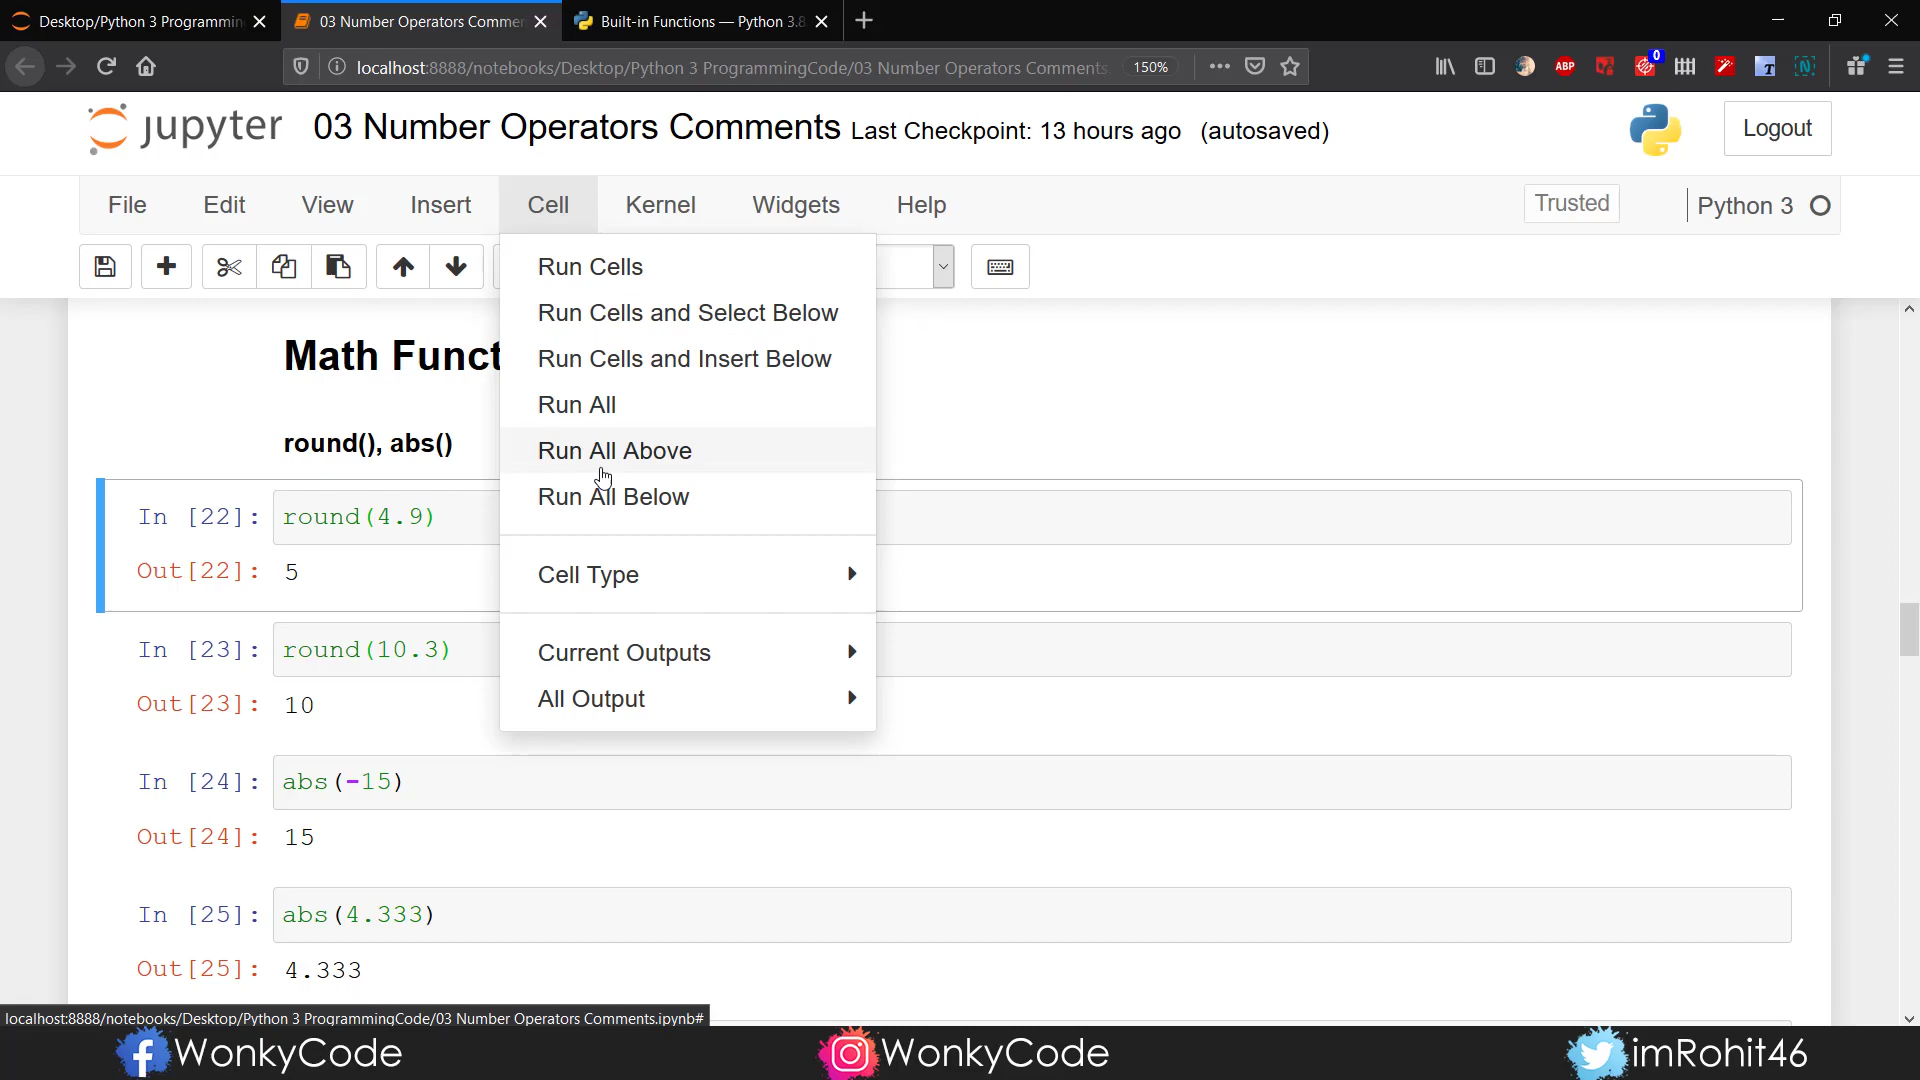 Desktop/Python 3 Programmin
03 Number Operators Commen
Built-in Functions — Python 3.8
localhost:8888/notebooks/Desktop/Python 3 ProgrammingCode/03 Number Operators Comments.
150%
ABP
0
T
N
jupyter
03 Number Operators Comments Last Checkpoint: 13 hours ago (autosaved)
Logout
File
Edit
View
Insert
Cell
Kernel
Widgets
Help
Trusted
Python 3
Run Cells
Run Cells and Select Below
Run Cells and Insert Below
Run All
Run All Above
Run All Below
Cell Type
Current Outputs
All Output
Math Funct
round(), abs()
In [22]: round(4.9)
Out[22]: 5
In [23]: round(10.3)
Out[23]: 10
In [24]: abs(-15)
Out[24]: 15
In [25]: abs(4.333)
Out[25]: 4.333
localhost:8888/notebooks/Desktop/Python 3 ProgrammingCode/03 Number Operators Comments.ipynb#
WonkyCode
WonkyCode
imRohit46